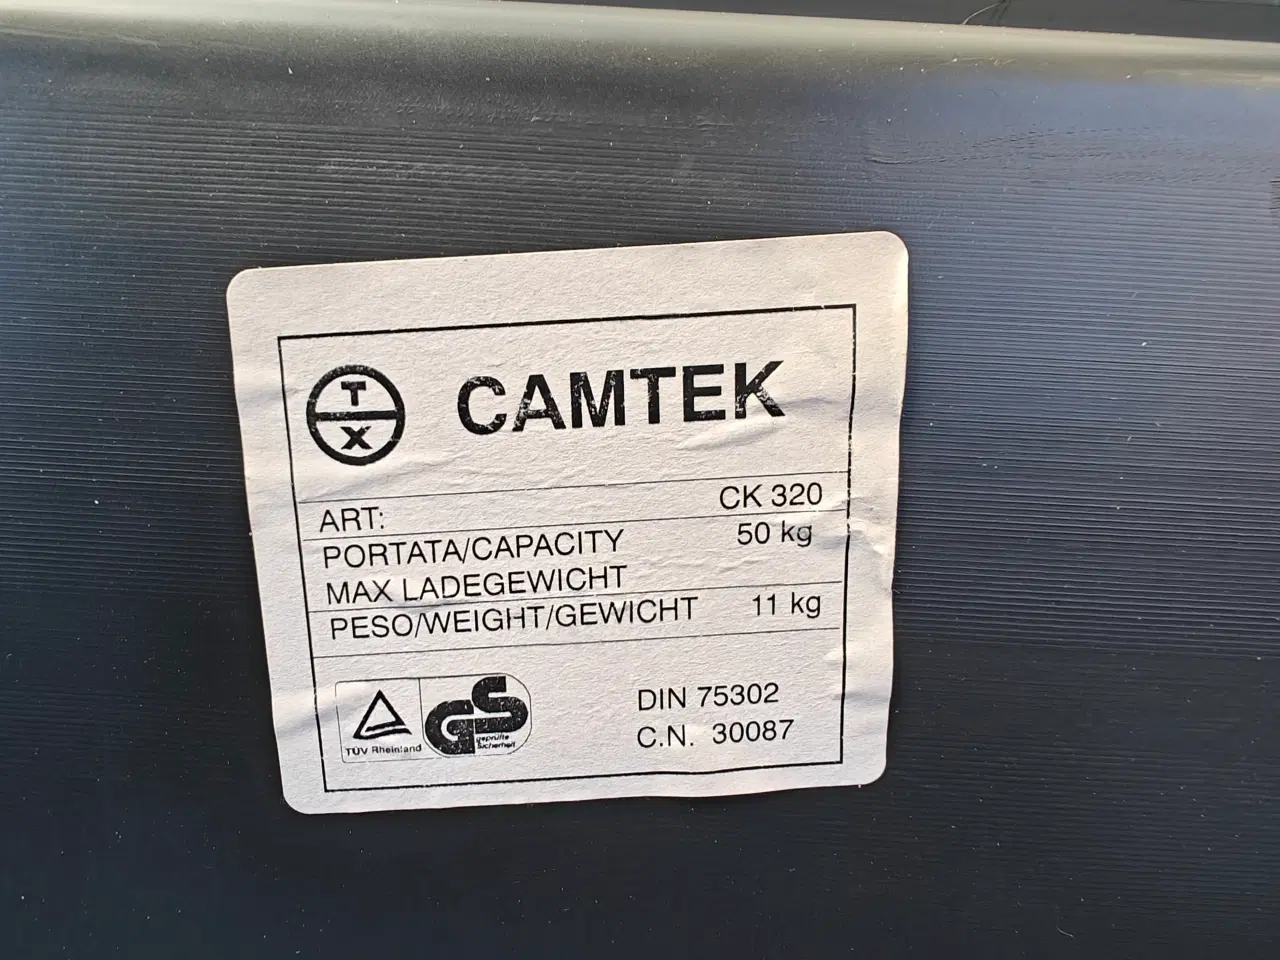 T
X
CAMTEK
ART: CK 320
PORTATA/CAPACITY 50 kg
MAX LADEGEWICHT
PESO/WEIGHT/GEWICHT 11 kg
TÜV Rheinland
GS
geprüfte
Sicherheit
DIN 75302
C.N. 30087